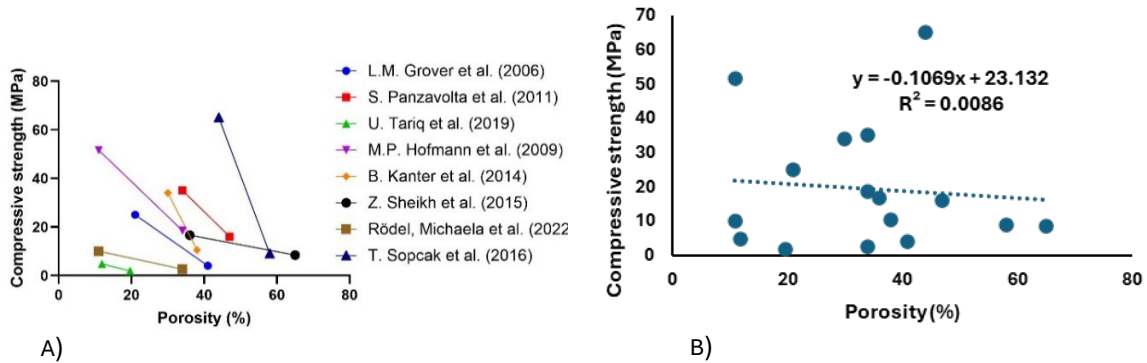 80
60
40
20
0
0
20
40
60
80
Compressive strength (MPa)
Porosity (%)
L.M. Grover et al. (2006)
S. Panzavolta et al. (2011)
U. Tariq et al. (2019)
M.P. Hofmann et al. (2009)
B. Kanter et al. (2014)
Z. Sheikh et al. (2015)
Rödel, Michaela et al. (2022
T. Sopcak et al. (2016)
A)
70
60
50
40
30
20
10
0
0
20
40
60
80
Compressive strength (MPa)
y = -0.1069x + 23.132
R² = 0.0086
Porosity (%)
B)